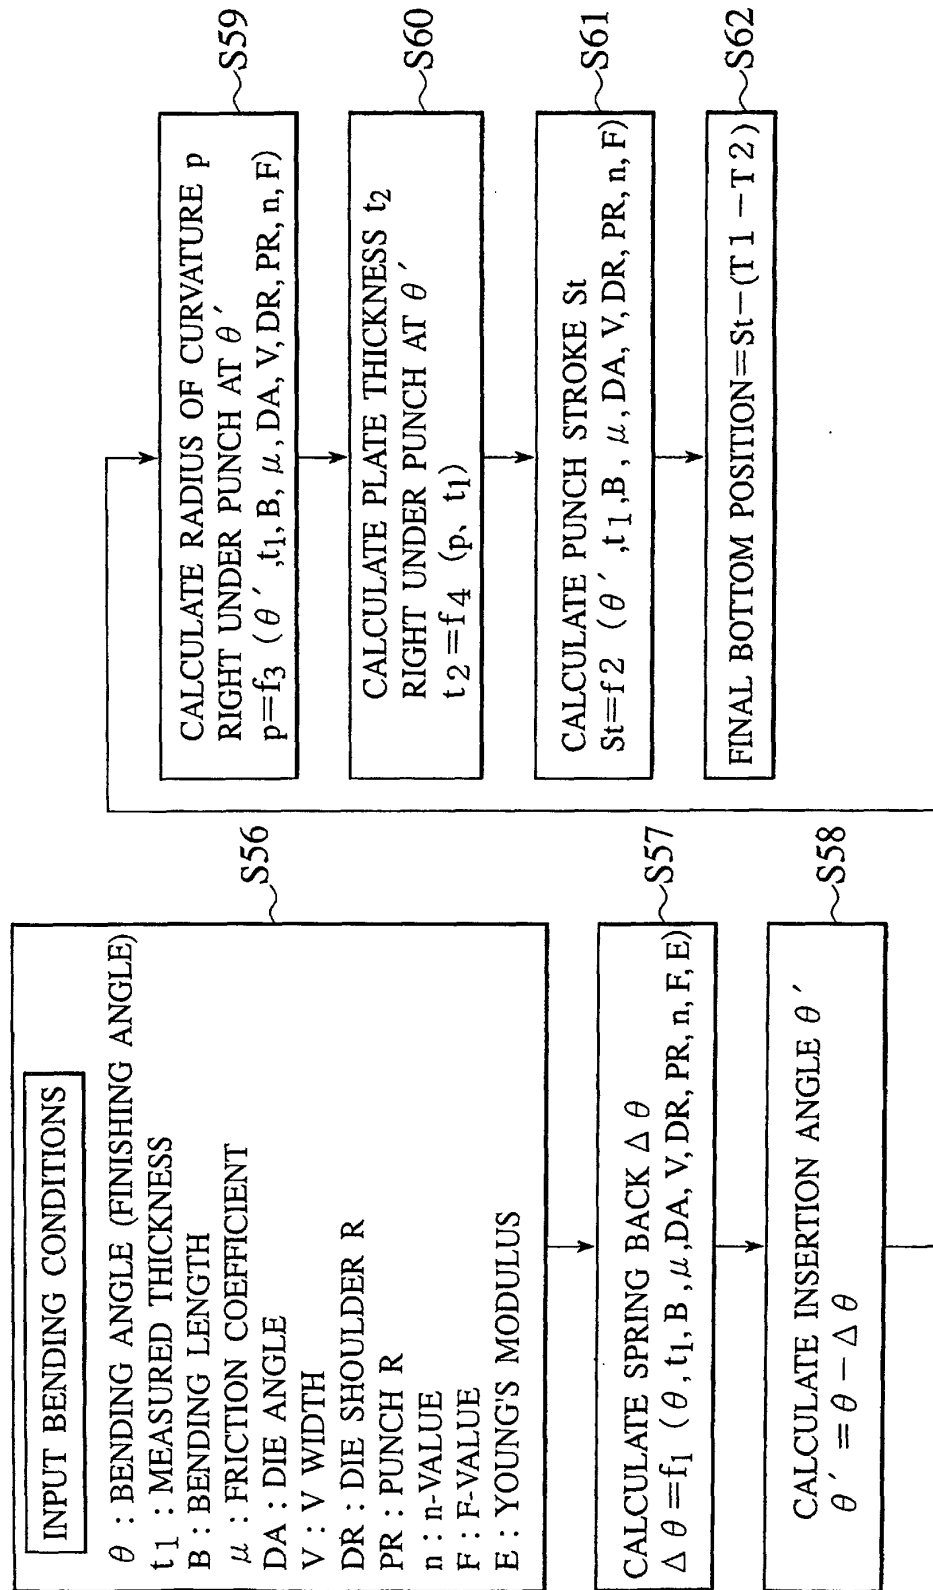 INPUT BENDING CONDITIONS
θ : BENDING ANGLE (FINISHING ANGLE)
t1 : MEASURED THICKNESS
B : BENDING LENGTH
μ : FRICTION COEFFICIENT
DA : DIE ANGLE
V : V WIDTH
DR : DIE SHOULDER R
PR : PUNCH R
n : n-VALUE
F : F-VALUE
E : YOUNG'S MODULUS
S56
CALCULATE SPRING BACK Δθ
Δθ=f1 (θ, t1, B, μ, DA, V, DR, PR, n, F, E)
S57
CALCULATE INSERTION ANGLE θ′
θ′=θ-Δθ
S58
CALCULATE RADIUS OF CURVATURE p
RIGHT UNDER PUNCH AT θ′
p=f3 (θ′, t1, B, μ, DA, V, DR, PR, n, F)
S59
CALCULATE PLATE THICKNESS t2
RIGHT UNDER PUNCH AT θ′
t2=f4 (p、t1)
S60
CALCULATE PUNCH STROKE St
St=f2 (θ′, t1, B, μ, DA, V, DR, PR, n, F)
S61
FINAL BOTTOM POSITION=St-(T1-T2)
S62